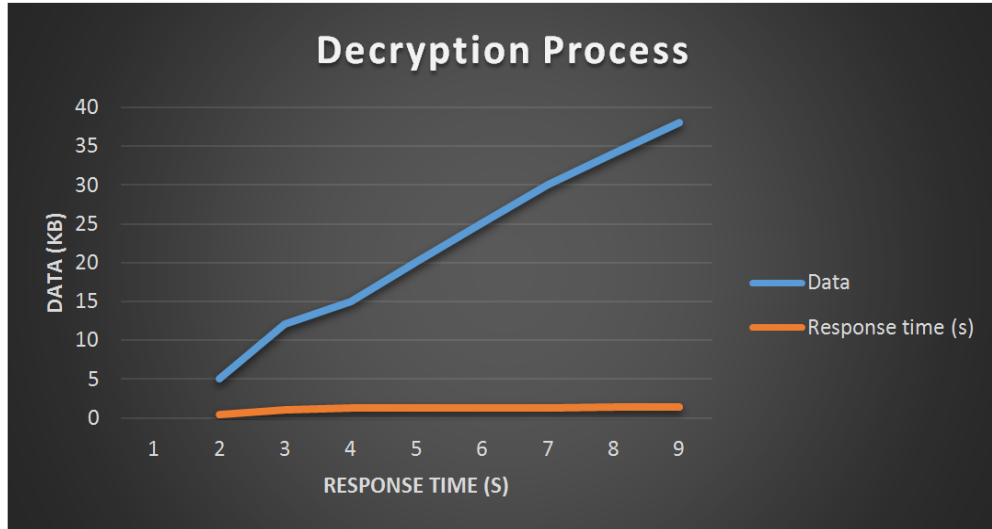 Decryption Process
40
35
30
25
20
15
10
5
0
DATA (KB)
1 2 3 4 5 6 7 8 9
RESPONSE TIME (S)
Data
Response time (s)